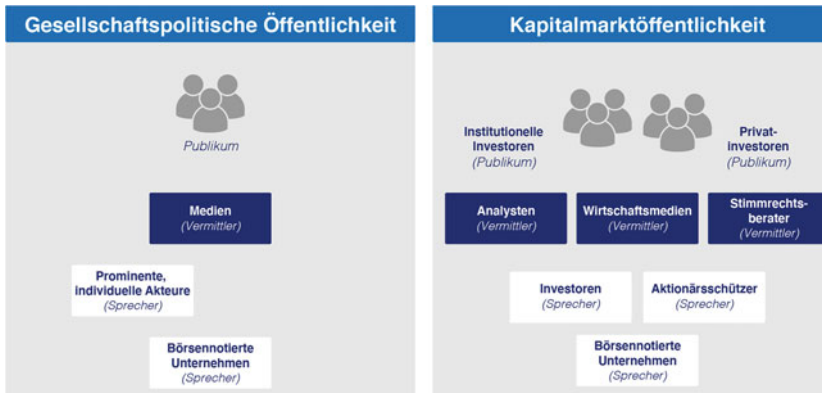 Gesellschaftspolitische Öffentlichkeit
Publikum
Medien
(Vermittler)
Prominente,
individuelle Akteure
(Sprecher)
Börsennotierte
Unternehmen
(Sprecher)
Kapitalmarktöffentlichkeit
Institutionelle
Investoren
(Publikum)
Privat-
investoren
(Publikum)
Analysten
(Vermittler)
Wirtschaftsmedien
(Vermittler)
Stimmrechts-
berater
(Vermittler)
Investoren
(Sprecher)
Aktionärsschützer
(Sprecher)
Börsennotierte
Unternehmen
(Sprecher)